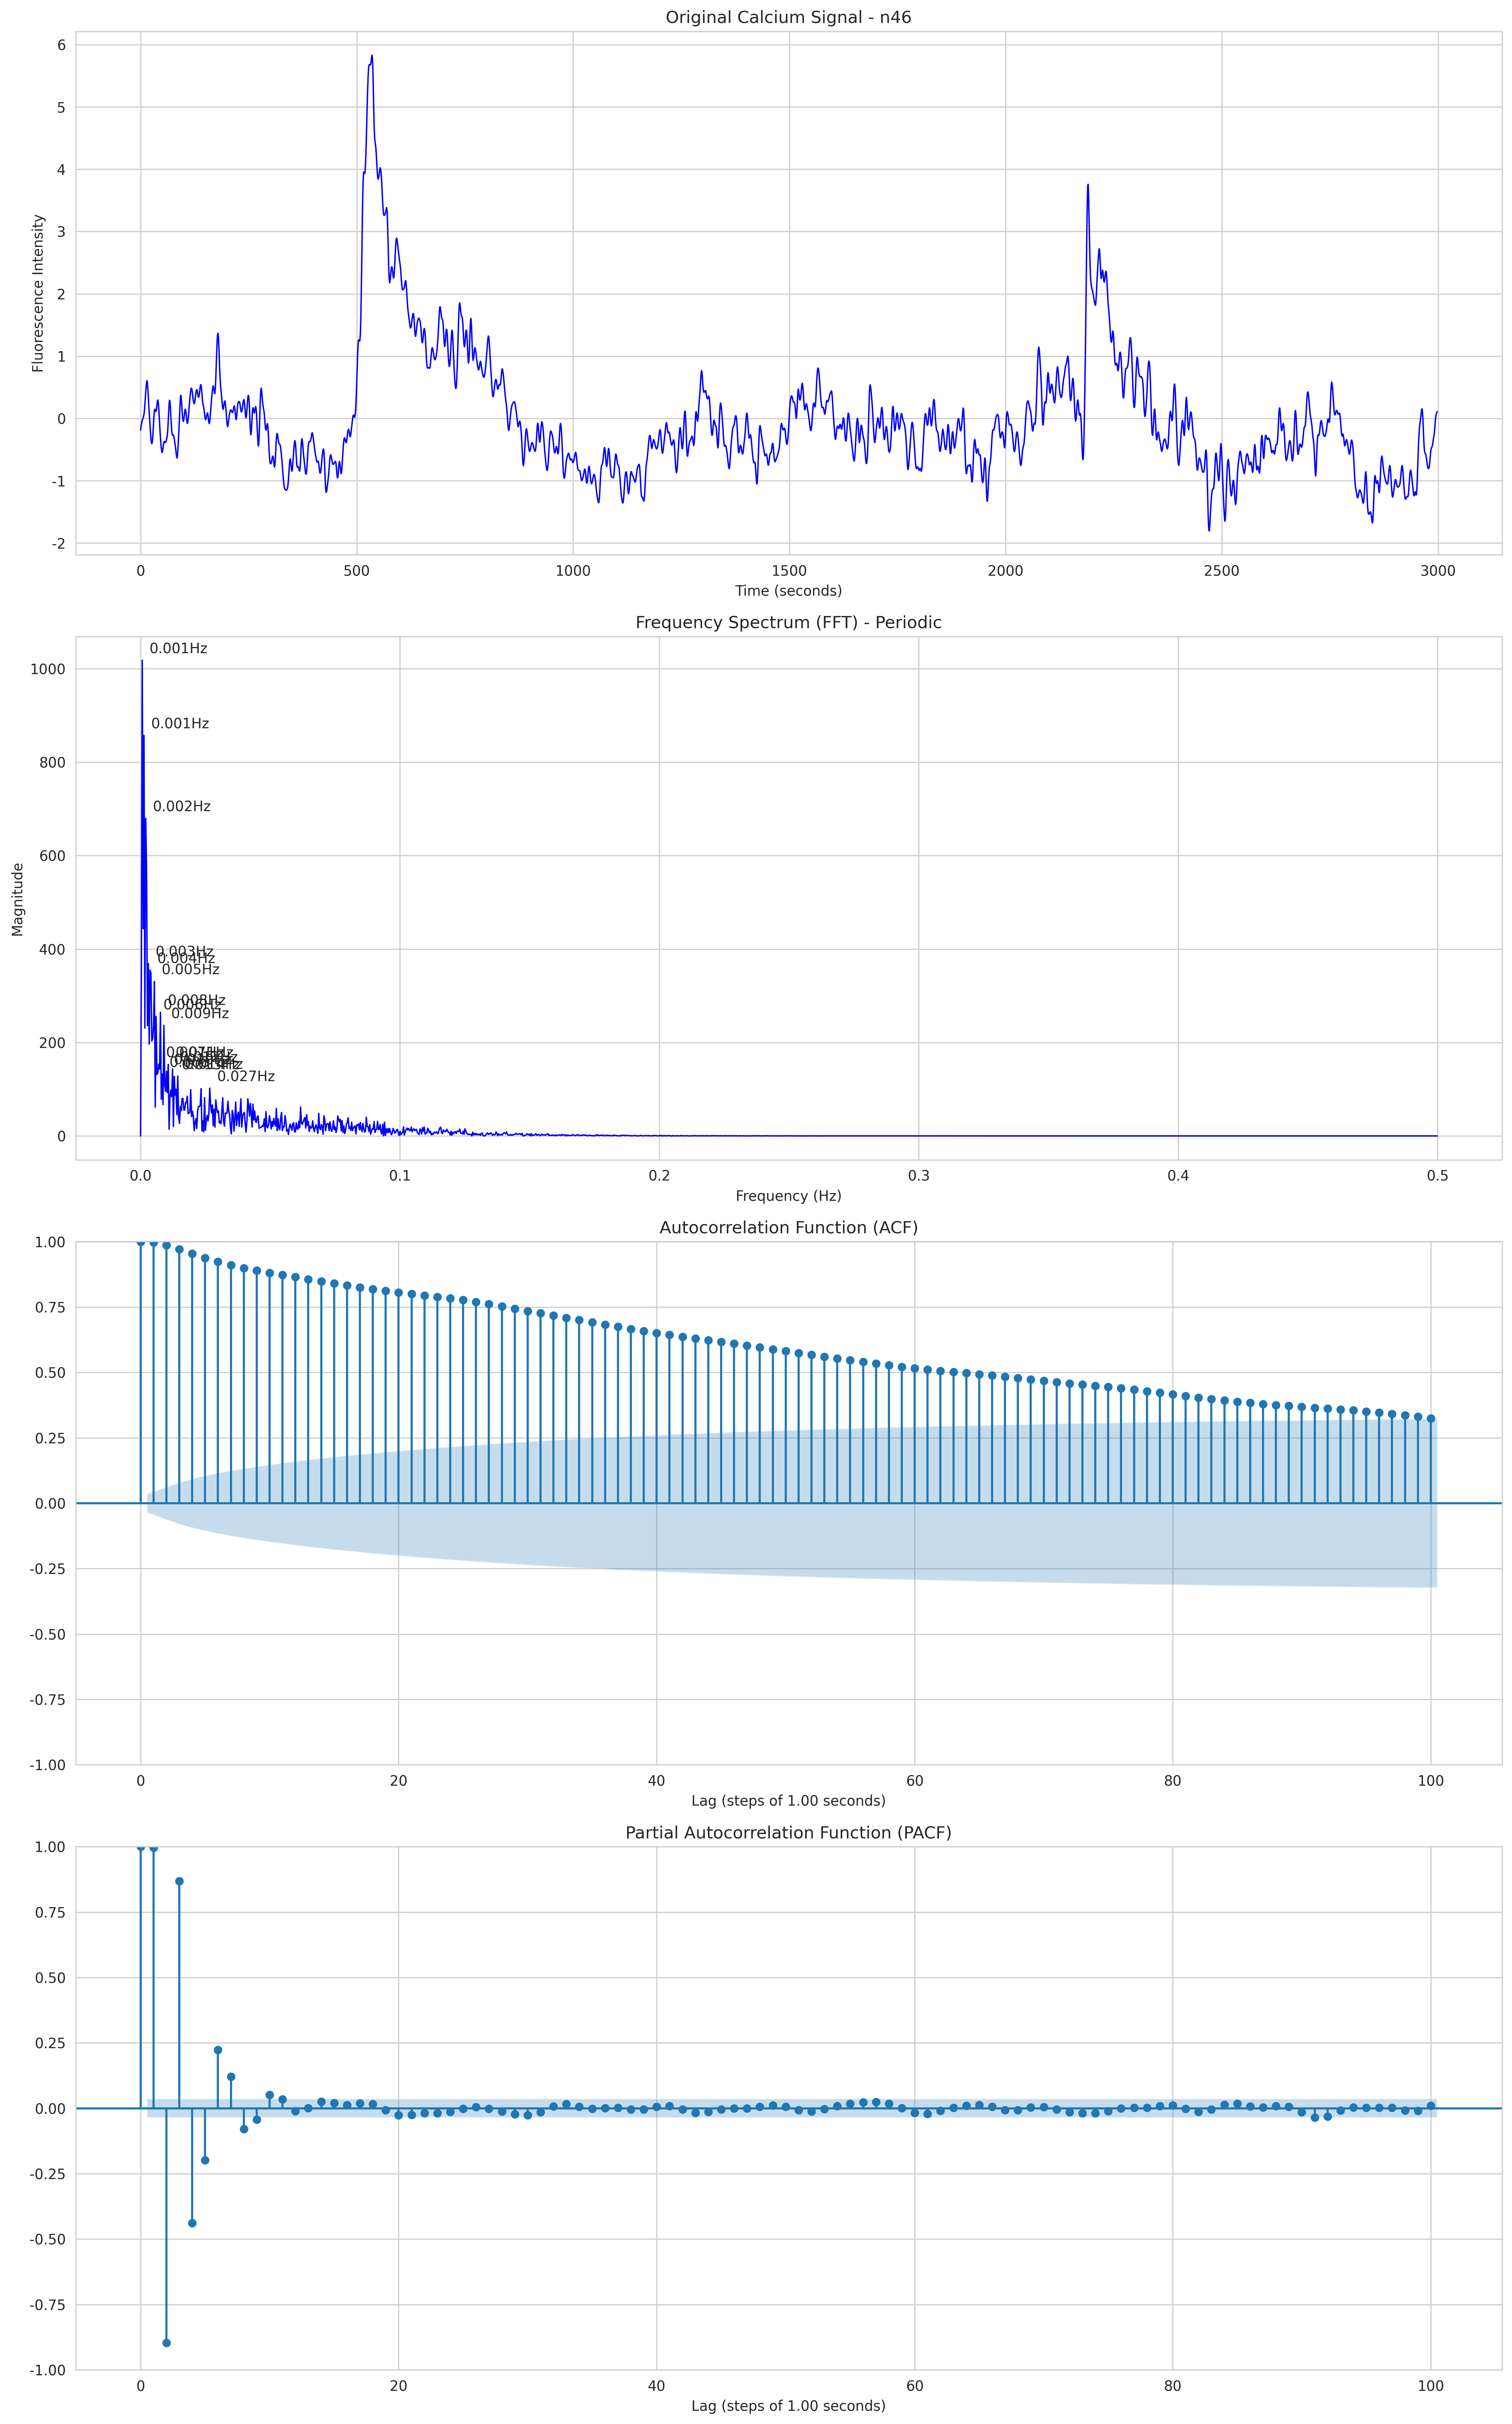 Original Calcium Signal - n46
6
5
4
3
2
1
0
-1
-2
Fluorescence Intensity
0 500 1000 1500 2000 2500 3000
Time (seconds)
Frequency Spectrum (FFT) - Periodic
0.001Hz
0.001Hz
0.002Hz
0.003Hz
0.004Hz
0.005Hz
0.008Hz
0.006Hz
0.009Hz
0.027Hz
1000
800
600
400
200
0
Magnitude
0.0 0.1 0.2 0.3 0.4 0.5
Frequency (Hz)
Autocorrelation Function (ACF)
1.00
0.75
0.50
0.25
0.00
-0.25
-0.50
-0.75
-1.00
0 20 40 60 80 100
Lag (steps of 1.00 seconds)
Partial Autocorrelation Function (PACF)
1.00
0.75
0.50
0.25
0.00
-0.25
-0.50
-0.75
-1.00
0 20 40 60 80 100
Lag (steps of 1.00 seconds)